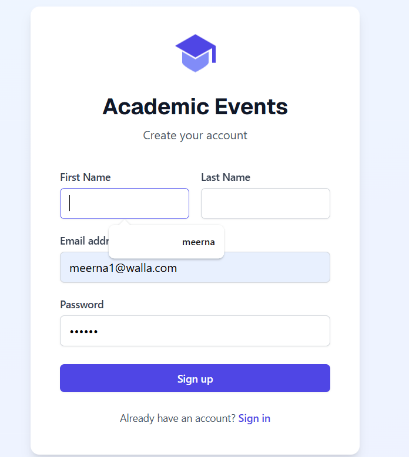 Academic Events
Create your account
First Name Last Name
meerna
Email addr
meerna1@walla.com
Password
••••••
Sign up
Already have an account? Sign in